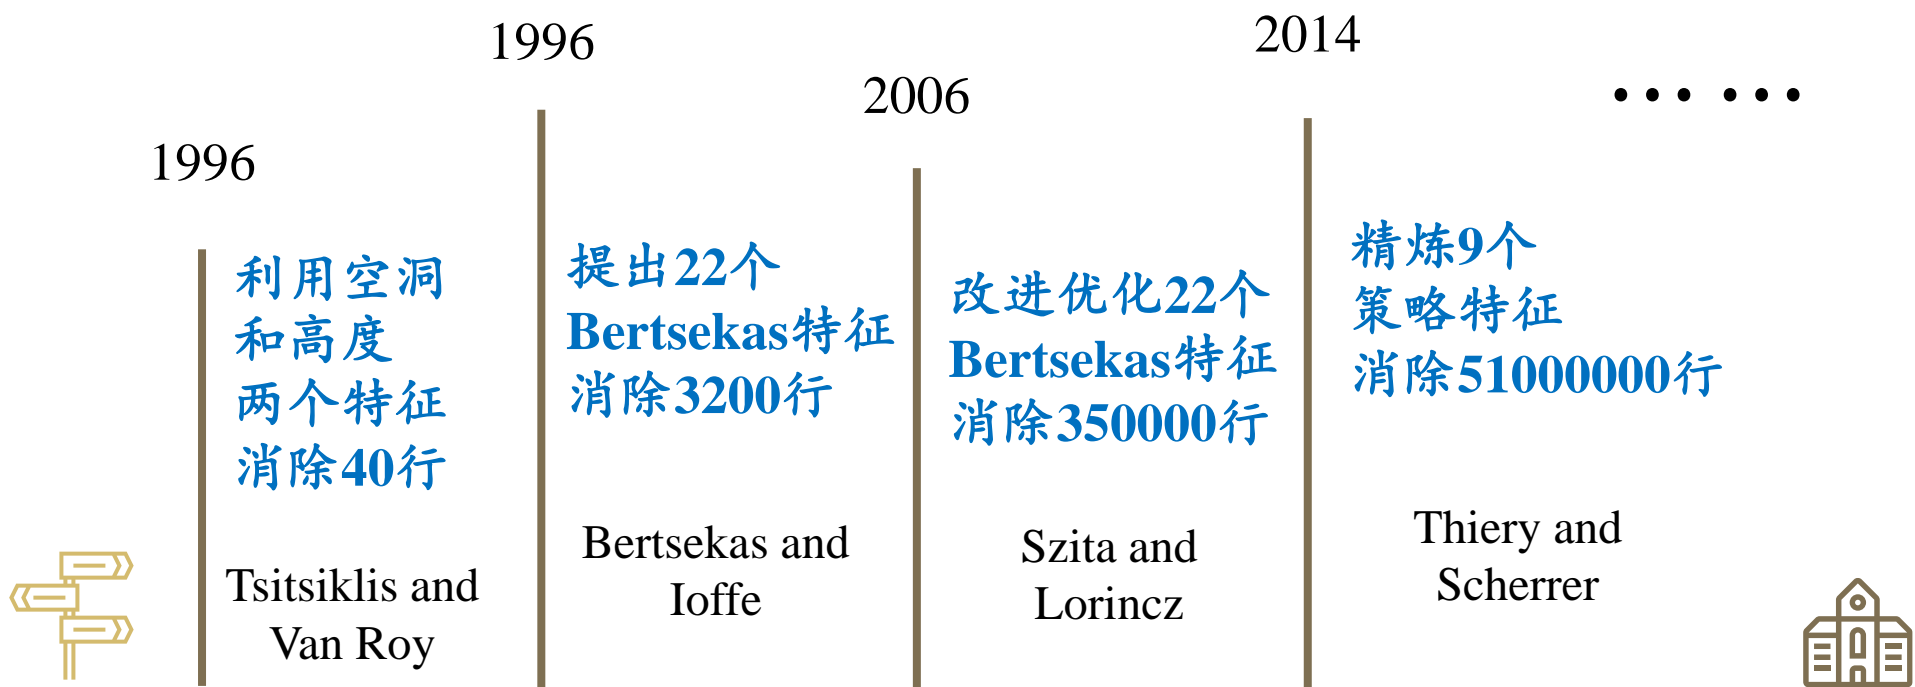 1996
利用空洞
和高度
两个特征
消除40行
Tsitsiklis and
Van Roy
1996
提出22个
Bertsekas特征
消除3200行
Bertsekas and
Ioffe
2006
改进优化22个
Bertsekas特征
消除350000行
Szita and
Lorincz
2014
精炼9个
策略特征
消除51000000行
Thiery and
Scherrer
… …